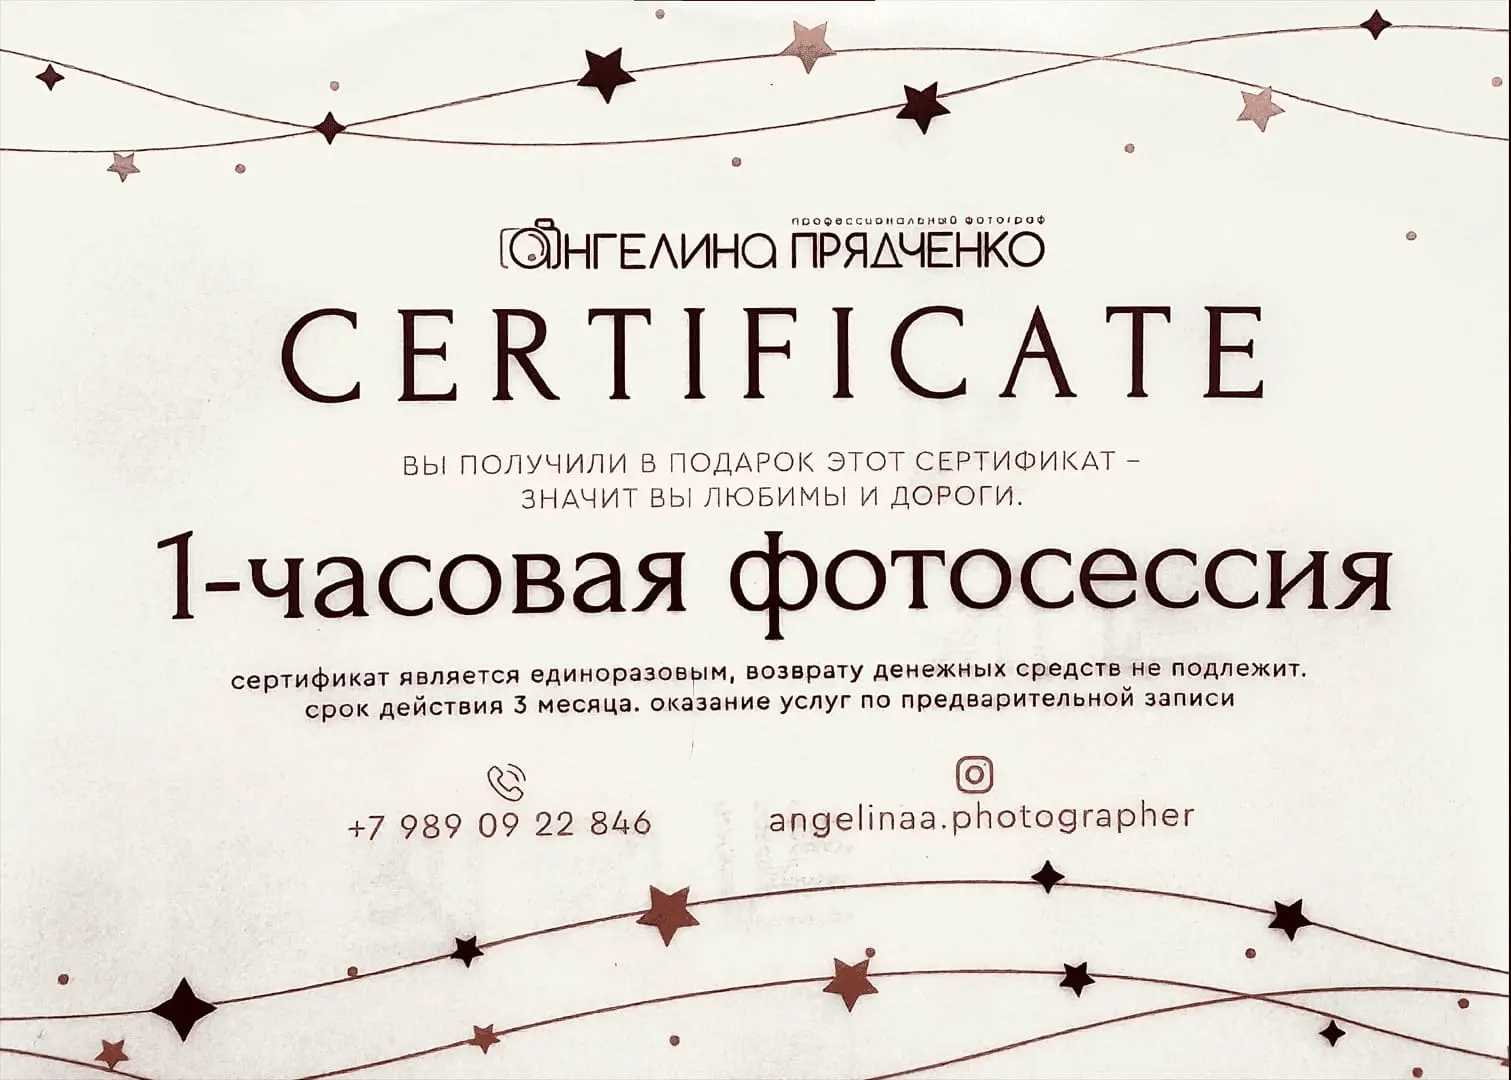 профессиональный фотограф
АНГЕЛИНА ПРЯДЧЕНКО
CERTIFICATE
ВЫ ПОЛУЧИЛИ В ПОДАРОК ЭТОТ СЕРТИФИКАТ –
ЗНАЧИТ ВЫ ЛЮБИМЫ И ДОРОГИ.
1-часовая фотосессия
сертификат является единоразовым, возврату денежных средств не подлежит.
срок действия 3 месяца. оказание услуг по предварительной записи
+7 989 09 22 846
angelinaa.photographer